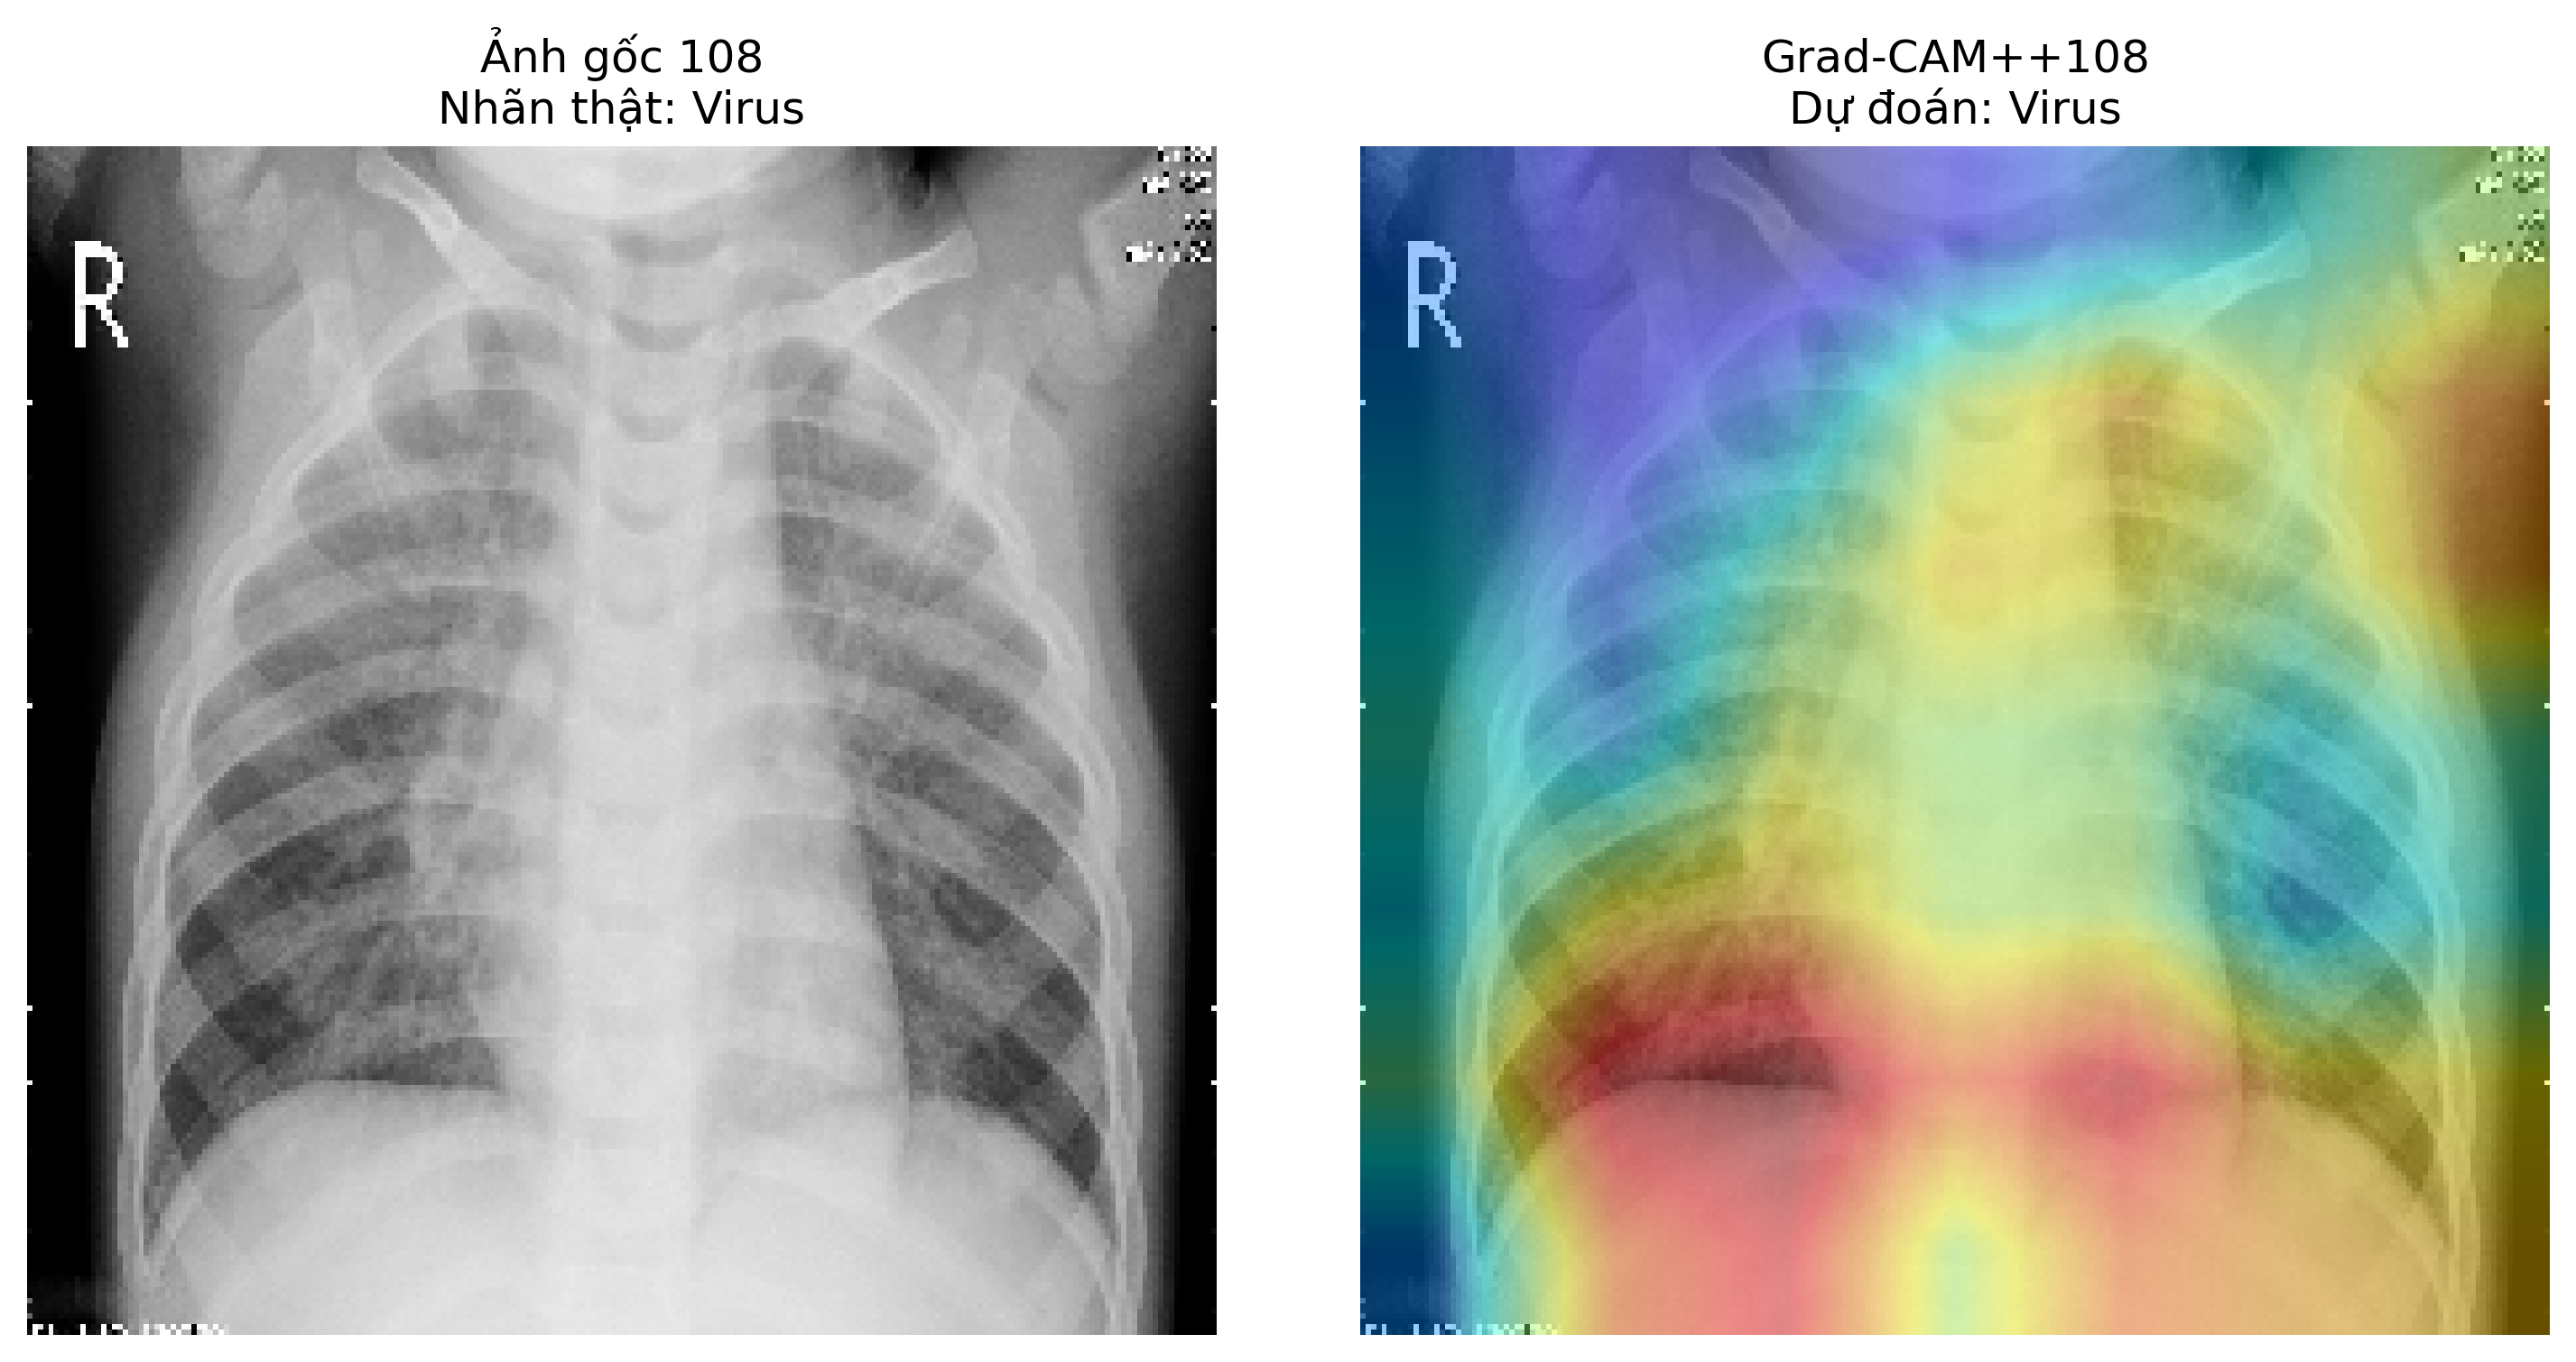 Ảnh gốc 108
Nhãn thật: Virus
R
Grad-CAM++108
Dự đoán: Virus
R